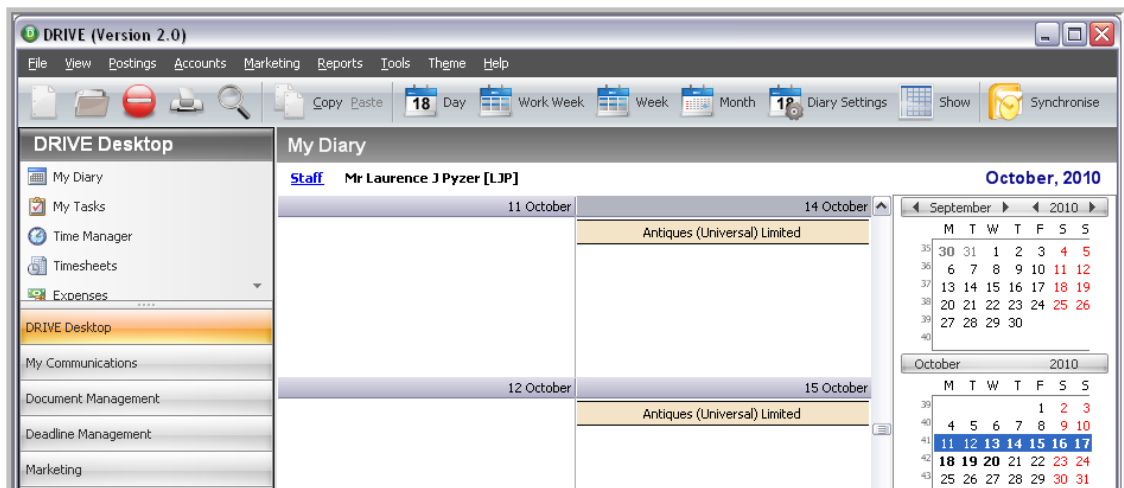 DRIVE (Version 2.0)
File View Postings Accounts Marketing Reports Tools Theme Help
Copy Paste 18 Day Work Week Week Month 18 Diary Settings Show Synchronise
DRIVE Desktop
My Diary
My Tasks
Time Manager
Timesheets
Expenses
DRIVE Desktop
My Communications
Document Management
Deadline Management
Marketing
My Diary
Staff Mr Laurence J Pyzer [LJP] October, 2010
11 October 14 October
Antiques (Universal) Limited
12 October 15 October
Antiques (Universal) Limited
September 2010
M T W T F S S
35 30 31 1 2 3 4 5
36 6 7 8 9 10 11 12
37 13 14 15 16 17 18 19
38 20 21 22 23 24 25 26
39 27 28 29 30
40
October 2010
M T W T F S S
39 1 2 3
40 4 5 6 7 8 9 10
41 11 12 13 14 15 16 17
42 18 19 20 21 22 23 24
43 25 26 27 28 29 30 31